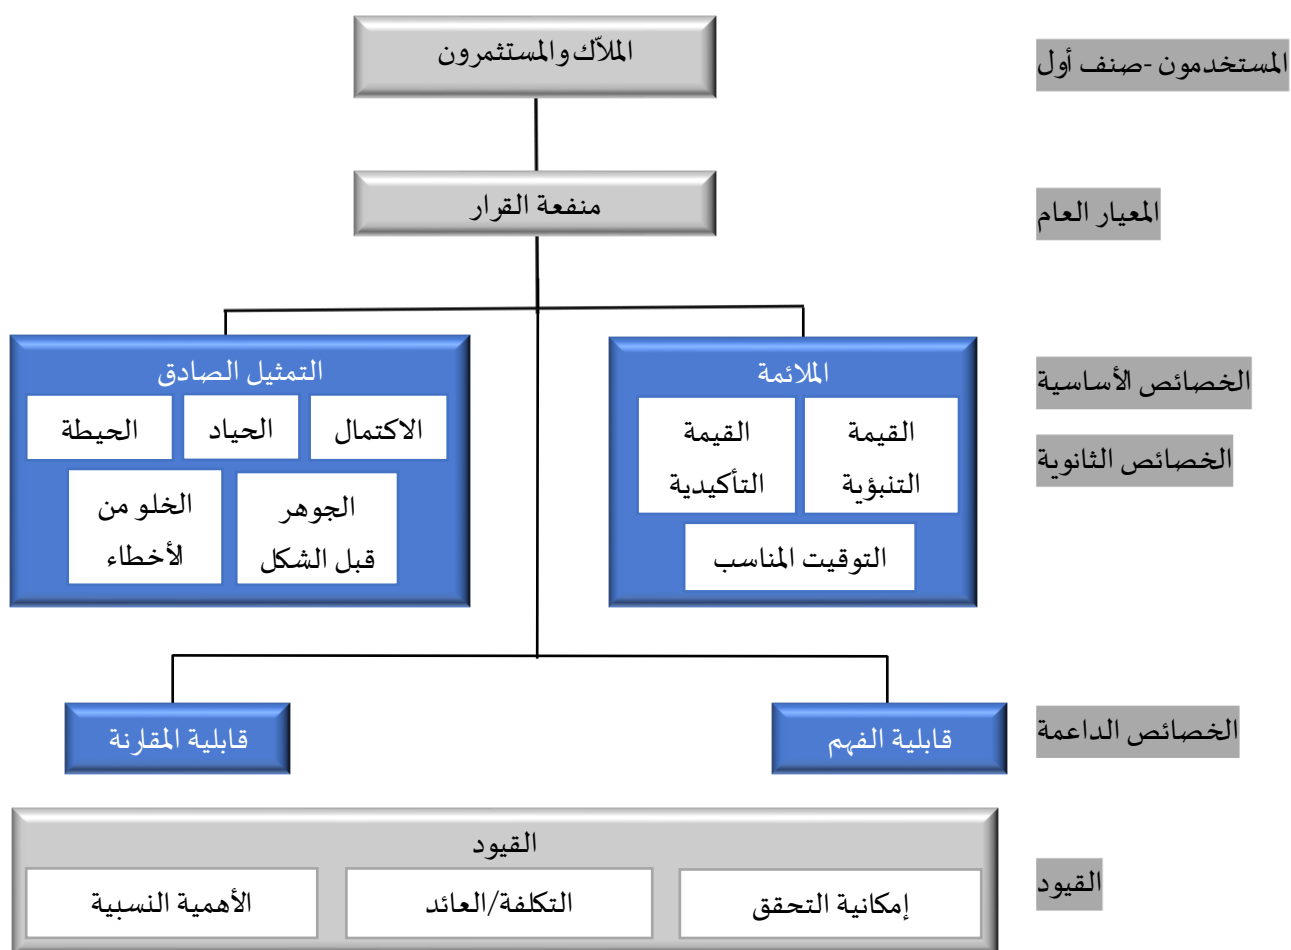 المستخدمون -صنف أول
الملاّك والمستثمرون
المعيار العام
منفعة القرار
الخصائص الأساسية
الخصائص الثانوية
الملائمة
القيمة
التنبؤية
القيمة
التأكيدية
التوقيت المناسب
التمثيل الصادق
الاكتمال
الحياد
الحيطة
الجوهر
قبل الشكل
الخلو من
الأخطاء
الخصائص الداعمة
قابلية الفهم
قابلية المقارنة
القيود
القيود
إمكانية التحقق
التكلفة/العائد
الأهمية النسبية